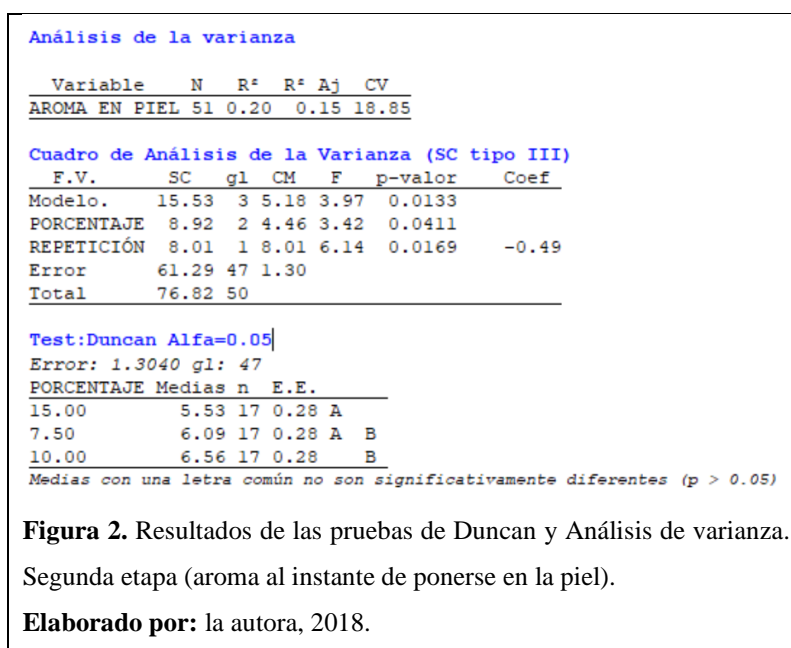 Análisis de la varianza
Variable N R² R² Aj CV
AROMA EN PIEL 51 0.20 0.15 18.85
Cuadro de Análisis de la Varianza (SC tipo III)
F.V. SC gl CM F p-valor Coef
Modelo. 15.53 3 5.18 3.97 0.0133
PORCENTAJE 8.92 2 4.46 3.42 0.0411
REPETICIÓN 8.01 1 8.01 6.14 0.0169 -0.49
Error 61.29 47 1.30
Total 76.82 50
Test:Duncan Alfa=0.05
Error: 1.3040 gl: 47
PORCENTAJE Medias n E.E.
15.00 5.53 17 0.28 A
7.50 6.09 17 0.28 A B
10.00 6.56 17 0.28 B
Medias con una letra común no son significativamente diferentes (p > 0.05)
Figura 2. Resultados de las pruebas de Duncan y Análisis de varianza.
Segunda etapa (aroma al instante de ponerse en la piel).
Elaborado por: la autora, 2018.